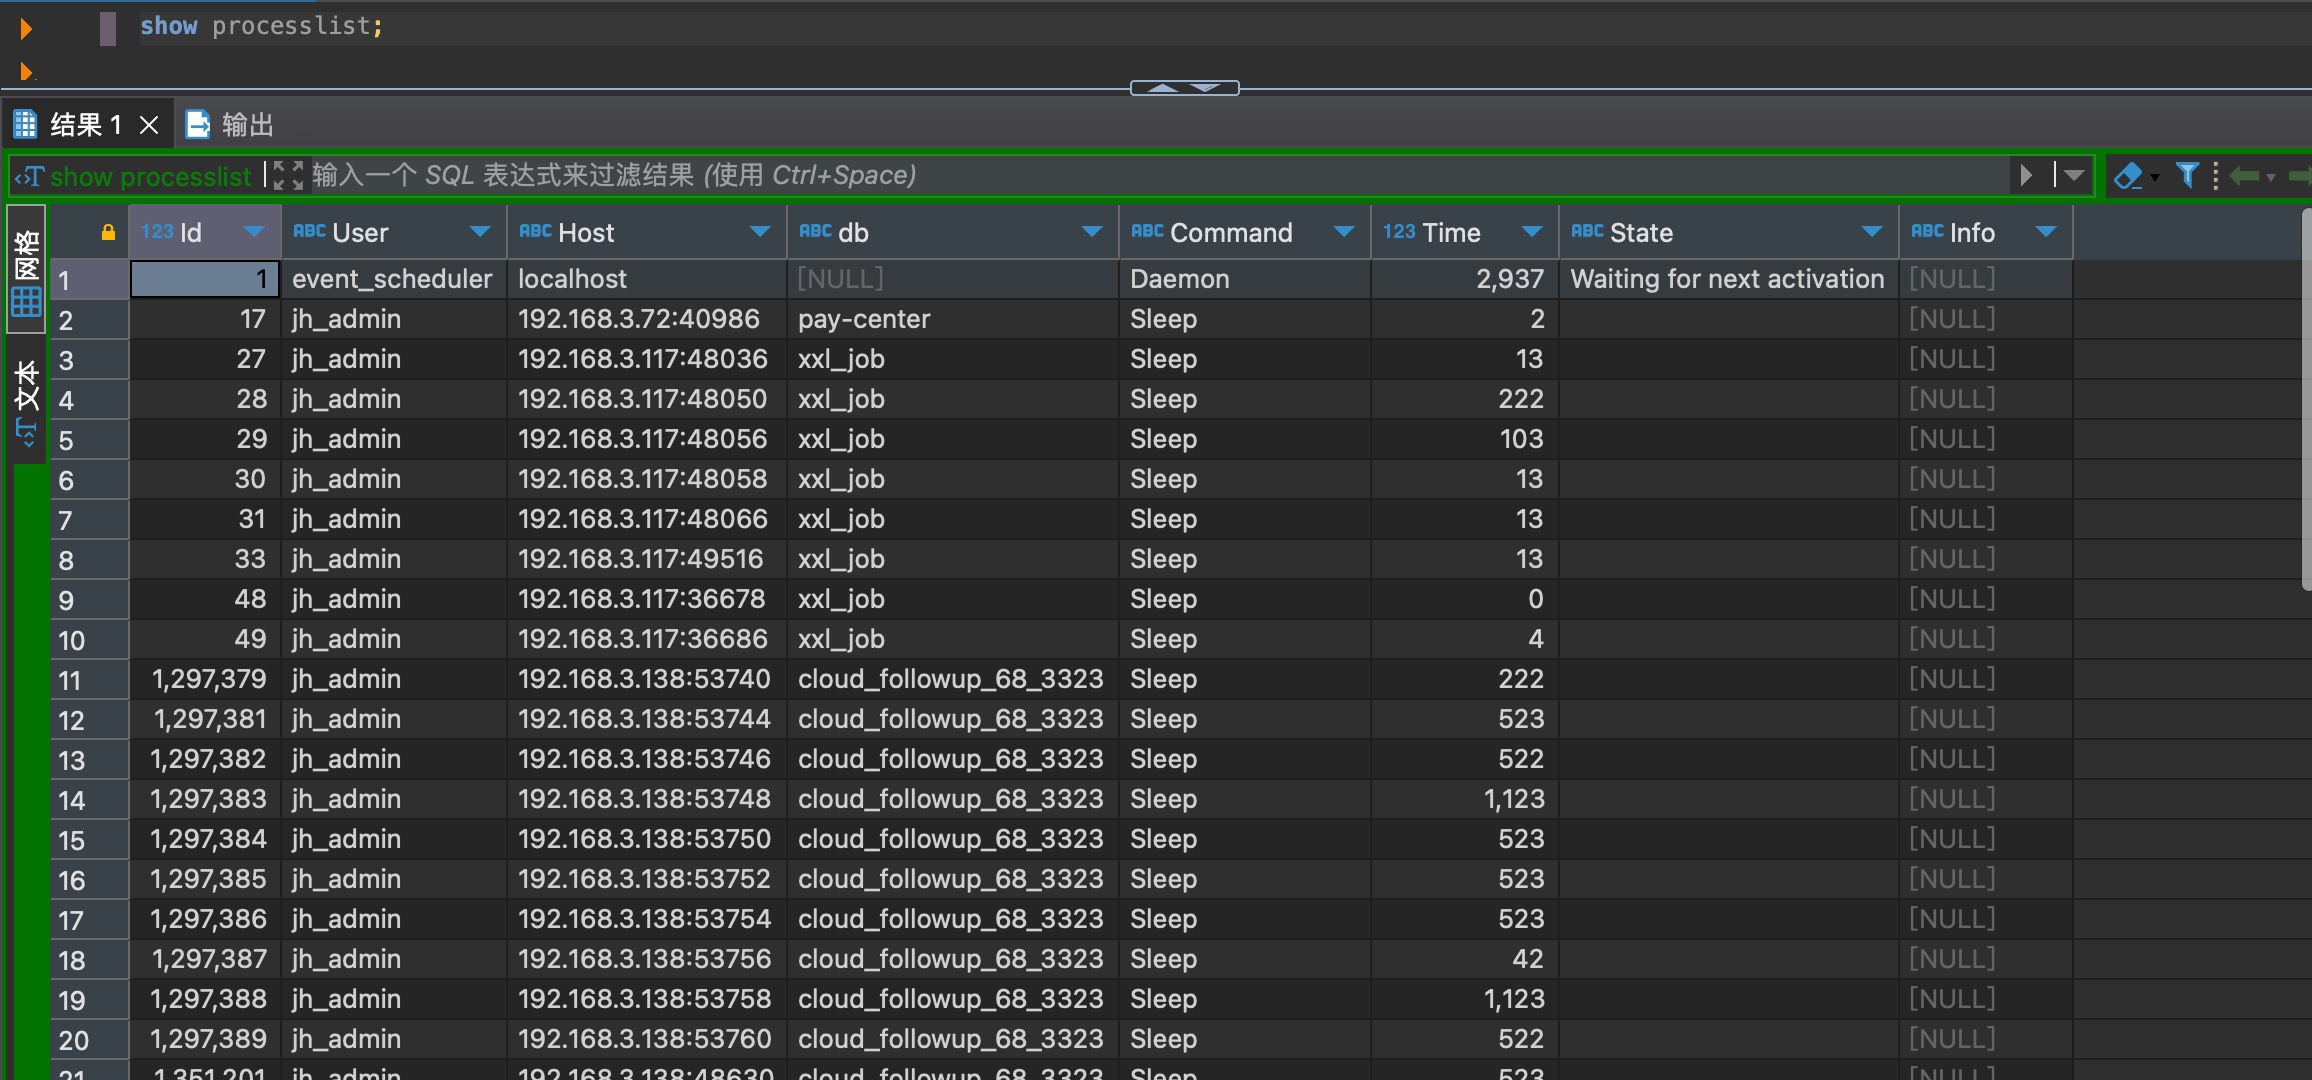 show processlist;
结果 1
输出
show processlist
输入一个 SQL 表达式来过滤结果 (使用 Ctrl+Space)
网格
文本
123 Id ABC User ABC Host ABC db ABC Command 123 Time ABC State ABC Info
1 1 event_scheduler localhost [NULL] Daemon 2,937 Waiting for next activation [NULL]
2 17 jh_admin 192.168.3.72:40986 pay-center Sleep 2 [NULL]
3 27 jh_admin 192.168.3.117:48036 xxl_job Sleep 13 [NULL]
4 28 jh_admin 192.168.3.117:48050 xxl_job Sleep 222 [NULL]
5 29 jh_admin 192.168.3.117:48056 xxl_job Sleep 103 [NULL]
6 30 jh_admin 192.168.3.117:48058 xxl_job Sleep 13 [NULL]
7 31 jh_admin 192.168.3.117:48066 xxl_job Sleep 13 [NULL]
8 33 jh_admin 192.168.3.117:49516 xxl_job Sleep 13 [NULL]
9 48 jh_admin 192.168.3.117:36678 xxl_job Sleep 0 [NULL]
10 49 jh_admin 192.168.3.117:36686 xxl_job Sleep 4 [NULL]
11 1,297,379 jh_admin 192.168.3.138:53740 cloud_followup_68_3323 Sleep 222 [NULL]
12 1,297,381 jh_admin 192.168.3.138:53744 cloud_followup_68_3323 Sleep 523 [NULL]
13 1,297,382 jh_admin 192.168.3.138:53746 cloud_followup_68_3323 Sleep 522 [NULL]
14 1,297,383 jh_admin 192.168.3.138:53748 cloud_followup_68_3323 Sleep 1,123 [NULL]
15 1,297,384 jh_admin 192.168.3.138:53750 cloud_followup_68_3323 Sleep 523 [NULL]
16 1,297,385 jh_admin 192.168.3.138:53752 cloud_followup_68_3323 Sleep 523 [NULL]
17 1,297,386 jh_admin 192.168.3.138:53754 cloud_followup_68_3323 Sleep 523 [NULL]
18 1,297,387 jh_admin 192.168.3.138:53756 cloud_followup_68_3323 Sleep 42 [NULL]
19 1,297,388 jh_admin 192.168.3.138:53758 cloud_followup_68_3323 Sleep 1,123 [NULL]
20 1,297,389 jh_admin 192.168.3.138:53760 cloud_followup_68_3323 Sleep 522 [NULL]
21 1,351,201 jh_admin 192.168.3.138:48630 cloud_followup_68_3323 Sleep 523 [NULL]